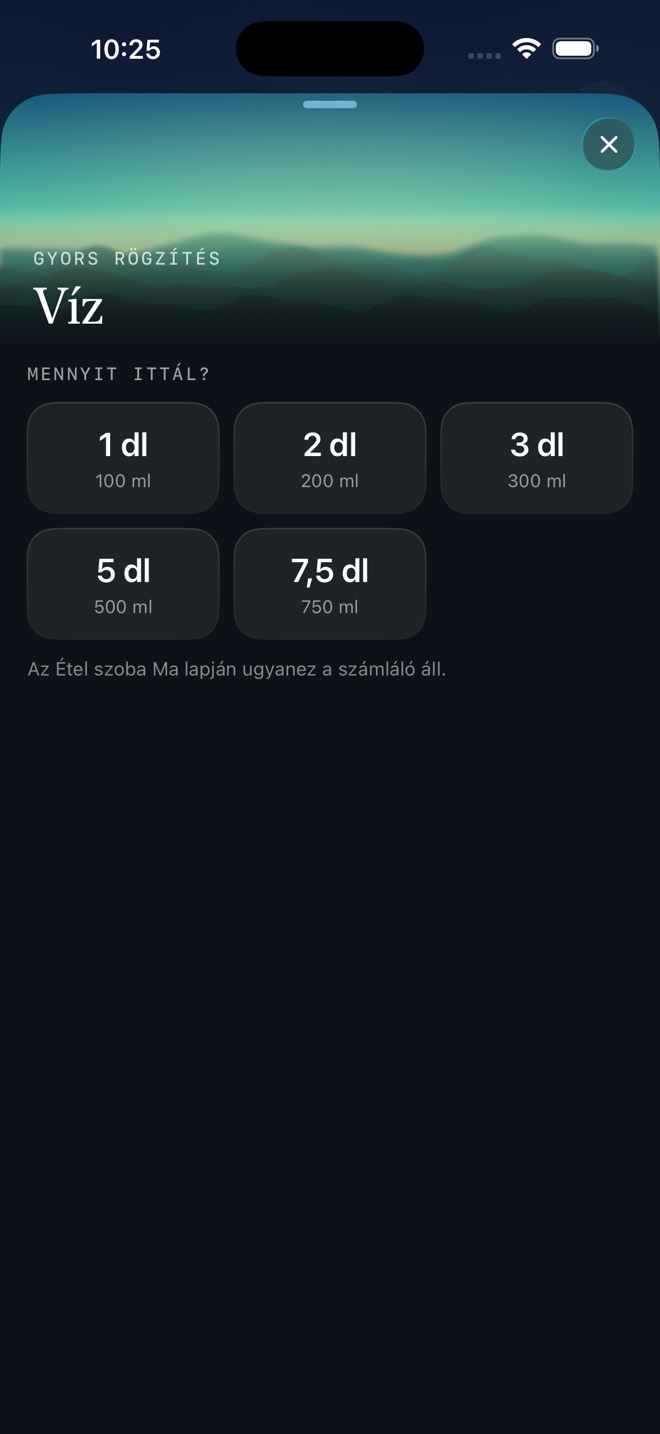 10:25
GYORS RÖGZÍTÉS
Víz
MENNYIT ITTÁL?
1 dl
100 ml
2 dl
200 ml
3 dl
300 ml
5 dl
500 ml
7,5 dl
750 ml
Az Étel szoba Ma lapján ugyanez a számláló áll.